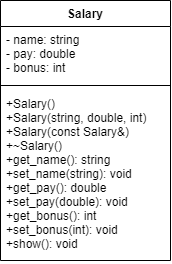 Salary
- name: string
- pay: double
- bonus: int
+Salary()
+Salary(string, double, int)
+Salary(const Salary&)
+~Salary()
+get_name(): string
+set_name(string): void
+get_pay(): double
+set_pay(double): void
+get_bonus(): int
+set_bonus(int): void
+show(): void